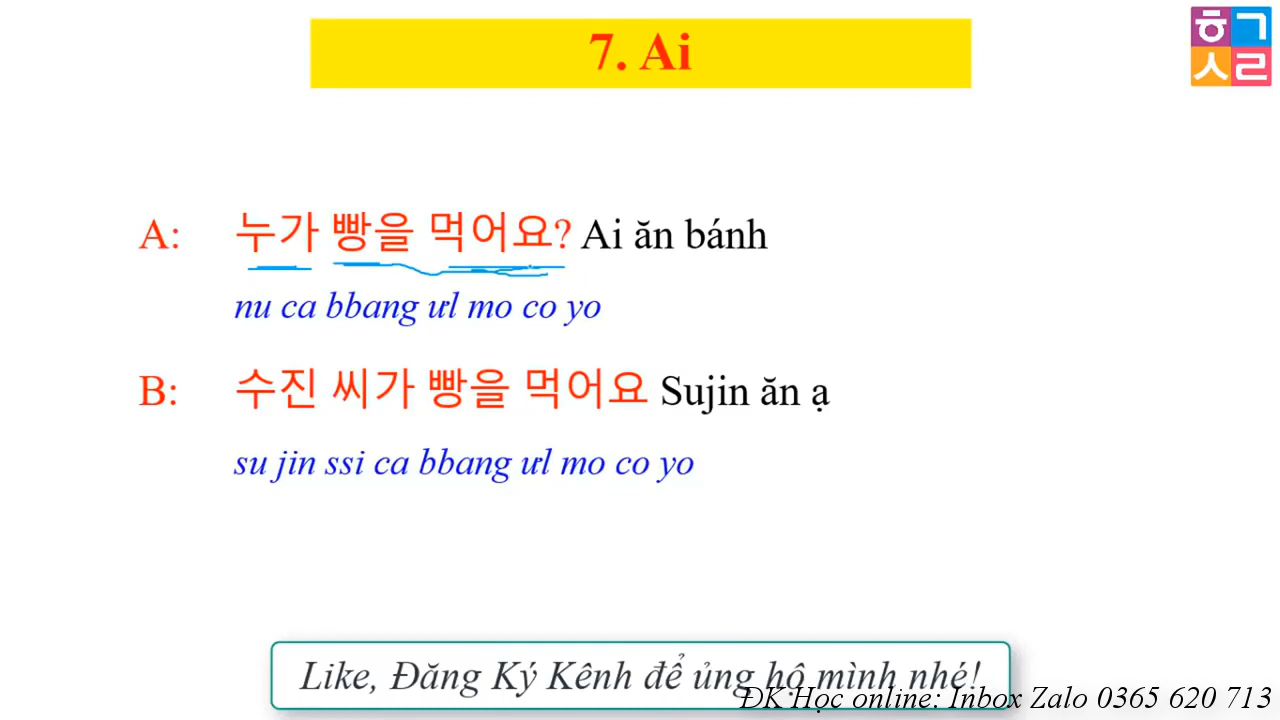 7. Ai
ㅎㄱ
ㅅㄹ
A: 누가 빵을 먹어요? Ai ăn bánh
nu ca bbang ưl mo co yo
B: 수진 씨가 빵을 먹어요 Sujin ăn ạ
su jin ssi ca bbang ưl mo co yo
Like, Đăng Ký Kênh để ủng hộ mình nhé!
ĐK Học online: Inbox Zalo 0365 620 713